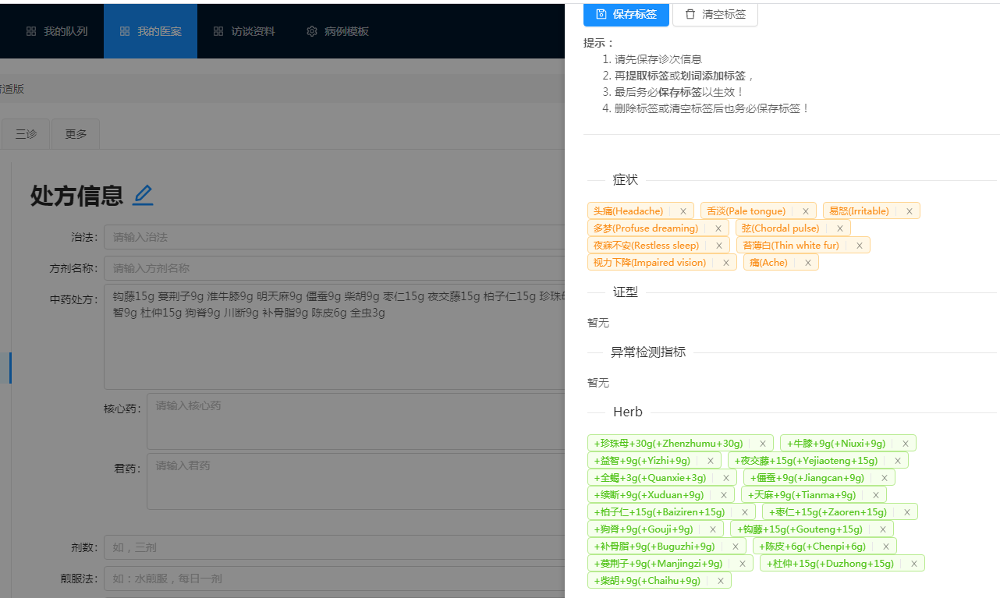 我的队列 我的医案 访谈资料 病例模板
普适版
三诊 更多
处方信息
治法： 请输入治法
方剂名称： 请输入方剂名称
中药处方： 钩藤15g 蔓荆子9g 淮牛膝9g 明天麻9g 僵蚕9g 柴胡9g 枣仁15g 夜交藤15g 柏子仁15g 珍珠
智9g 杜仲15g 狗脊9g 川断9g 补骨脂9g 陈皮6g 全虫3g
核心药： 请输入核心药
君药： 请输入君药
剂数： 如，三剂
煎服法： 如：水煎服，每日一剂
保存标签 清空标签
提示：
1. 请先保存诊次信息
2. 再提取标签或划词添加标签，
3. 最后务必保存标签以生效！
4. 删除标签或清空标签后也务必保存标签！
症状
头痛(Headache) × 舌淡(Pale tongue) × 易怒(Irritable) ×
多梦(Profuse dreaming) × 弦(Chordal pulse) ×
夜寐不安(Restless sleep) × 苔薄白(Thin white fur) ×
视力下降(Impaired vision) × 痛(Ache) ×
证型
暂无
异常检测指标
暂无
Herb
+珍珠母+30g(+Zhenzhumu+30g) × +牛膝+9g(+Niuxi+9g) ×
+益智+9g(+Yizhi+9g) × +夜交藤+15g(+Yejiaoteng+15g) ×
+全蝎+3g(+Quanxie+3g) × +僵蚕+9g(+Jiangcan+9g) ×
+续断+9g(+Xuduan+9g) × +天麻+9g(+Tianma+9g) ×
+柏子仁+15g(+Baiziren+15g) × +枣仁+15g(+Zaoren+15g) ×
+狗脊+9g(+Gouji+9g) × +钩藤+15g(+Gouteng+15g) ×
+补骨脂+9g(+Buguzhi+9g) × +陈皮+6g(+Chenpi+6g) ×
+蔓荆子+9g(+Manjingzi+9g) × +杜仲+15g(+Duzhong+15g) ×
+柴胡+9g(+Chaihu+9g) ×